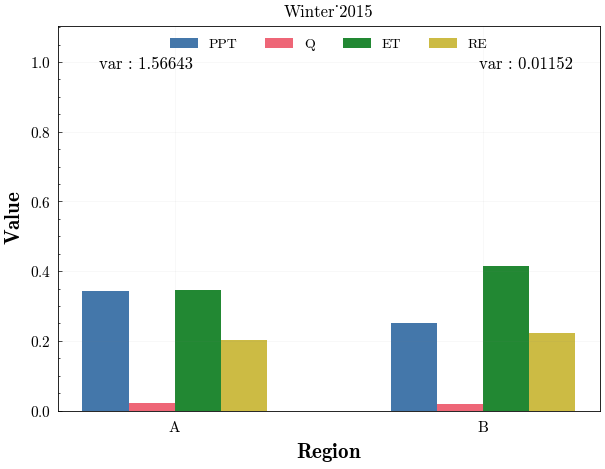 Winter˙2015
PPT Q ET RE
var : 1.56643 var : 0.01152
1.0
0.8
0.6
0.4
0.2
0.0
Value
A B
Region